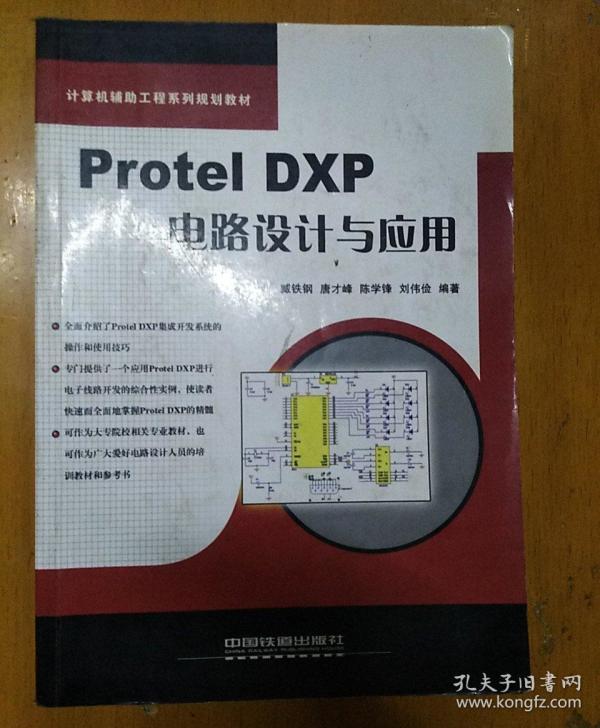 计算机辅助工程系列规划教材
Protel DXP
电路设计与应用
臧铁钢 唐才峰 陈学锋 刘伟俭 编著
全面介绍了Protel DXP集成开发系统的
操作和使用技巧
专门提供了一个应用Protel DXP进行
电子线路开发的综合性实例，使读者
快速而全面地掌握Protel DXP的精髓
可作为大专院校相关专业教材，也
可作为广大爱好电路设计人员的培
训教材和参考书
中国铁道出版社
CHINA RAILWAY PUBLISHING HOUSE
孔夫子旧书网
www.kongfz.com